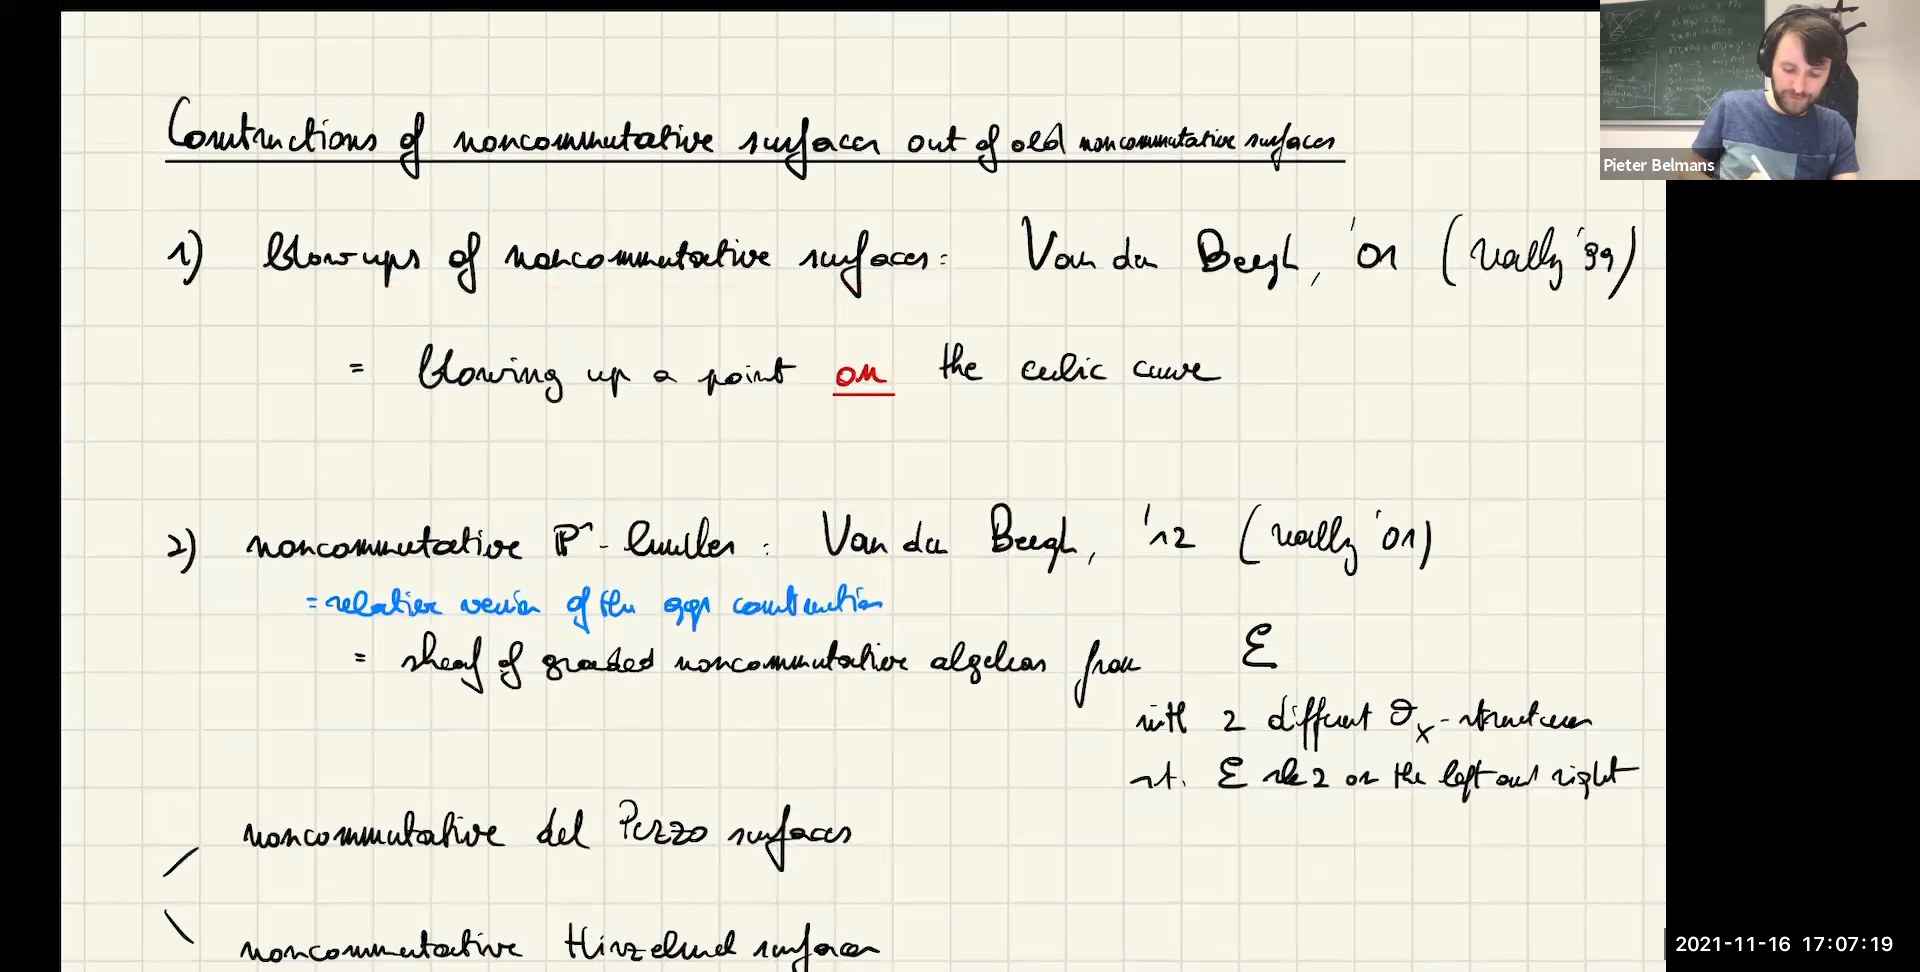 Constructions of noncommutative surfaces out of old noncommutative surfaces
Pieter Belmans
1) blowups of noncommutative surfaces: Van den Bergh, '01 (really '99)
= blowing up a point on the cubic curve
2) noncommutative P¹-bundles: Van den Bergh, '12 (really '01)
= relative version of the construction
= sheaf of graded noncommutative algebras from ℰ
with 2 different 𝒪_X-structures
st. ℰ rk 2 on the left and right
noncommutative del Pezzo surfaces
noncommutative Hirzebruch surfaces
2021-11-16 17:07:19